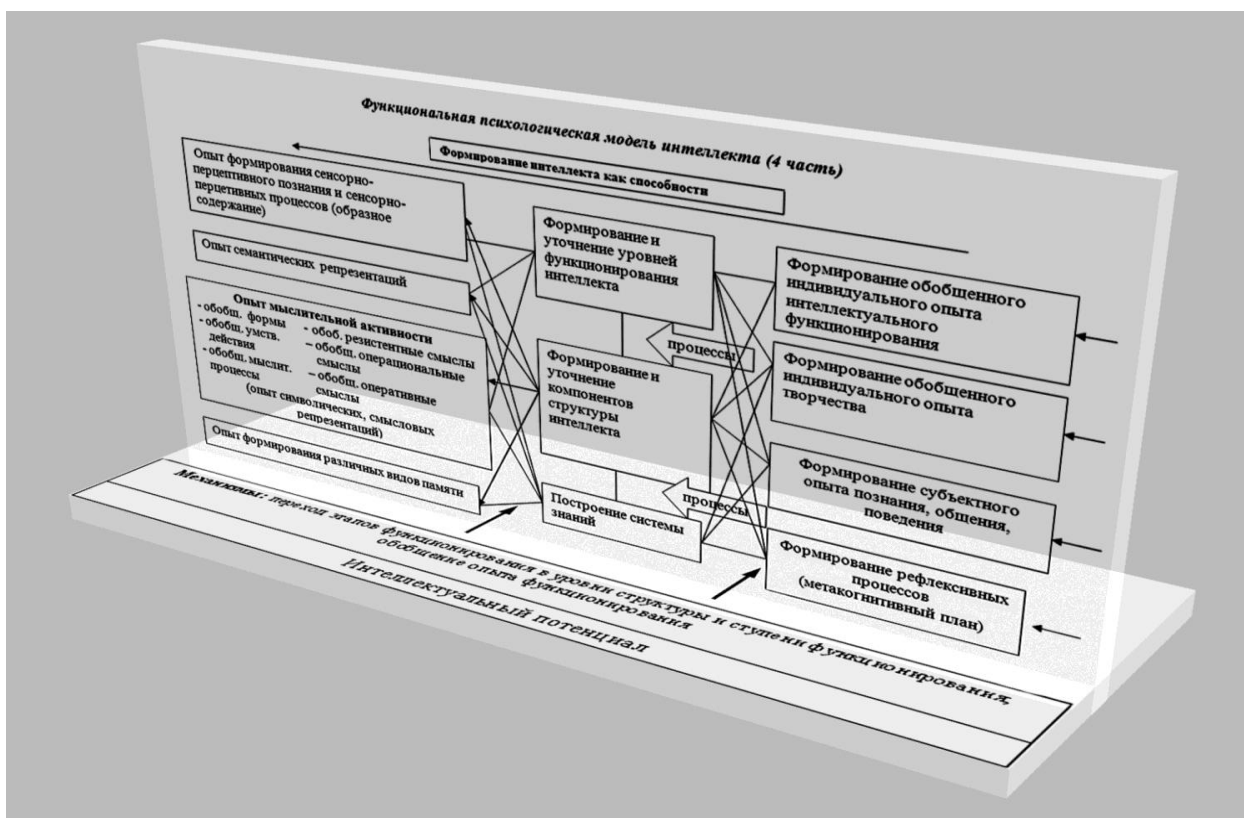 Функциональная психологическая модель интеллекта (4 часть)
Формирование интеллекта как способности
Опыт формирования сенсорно-
перцептивного познания и сенсорно-
перцетивных процессов (образное
содержание)
Опыт семантических репрезентаций
Опыт мыслительной активности
- обобщ. формы
- обобщ. умств.
действия
- обобщ. мыслит.
процессы
- обоб. резистентные смыслы
– обобщ. операциональные
смыслы
– обобщ. оперативные
смыслы
(опыт символических, смысловых
репрезентаций)
Опыт формирования различных видов памяти
Формирование и
уточнение уровней
функционирования
интеллекта
процессы
Формирование и
уточнение
компонентов
структуры
интеллекта
процессы
Построение системы
знаний
Формирование обобщенного
индивидуального опыта
интеллектуального
функционирования
Формирование обобщенного
индивидуального опыта
творчества
Формирование субъектного
опыта познания, общения,
поведения
Формирование рефлексивных
процессов
(метакогнитивный план)
Механизмы: переход этапов функционирования в уровни структуры и ступени функционирования,
обобщение опыта функционирования
Интеллектуальный потенциал